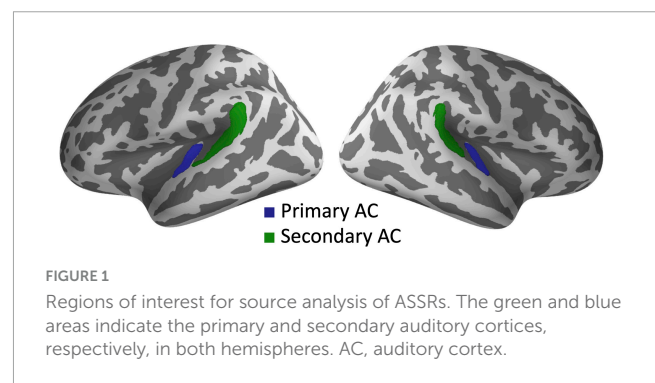 Primary AC
Secondary AC
FIGURE 1
Regions of interest for source analysis of ASSRs. The green and blue
areas indicate the primary and secondary auditory cortices,
respectively, in both hemispheres. AC, auditory cortex.